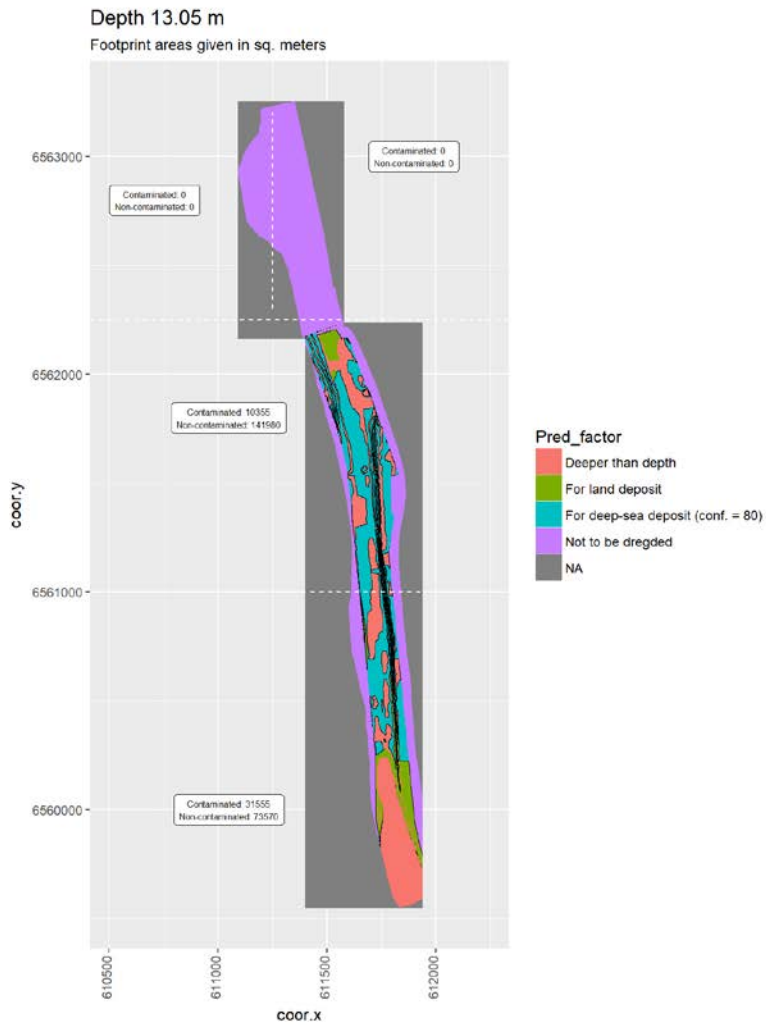 Depth 13.05 m
Footprint areas given in sq. meters
6563000
6562000
6561000
6560000
coor.y
Contaminated: 0
Non-contaminated: 0
Contaminated: 0
Non-contaminated: 0
Contaminated: 10355
Non-contaminated: 141980
Contaminated: 31555
Non-contaminated: 73570
610500
611000
611500
612000
coor.x
Pred_factor
Deeper than depth
For land deposit
For deep-sea deposit (conf. = 80)
Not to be dregded
NA